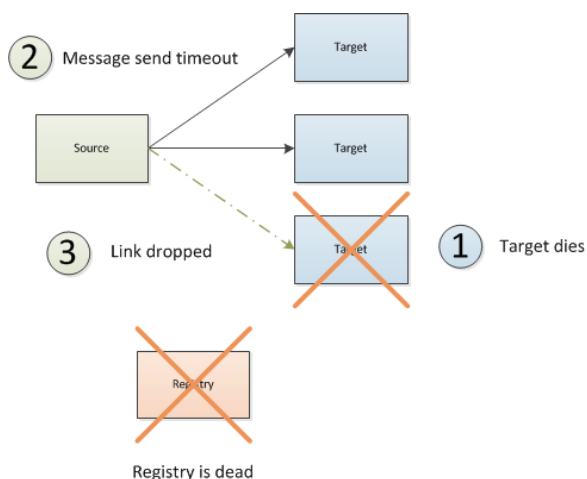 2
Message send timeout
Target
Source
Target
3
Link dropped
Target
1
Target dies
Registry
Registry is dead